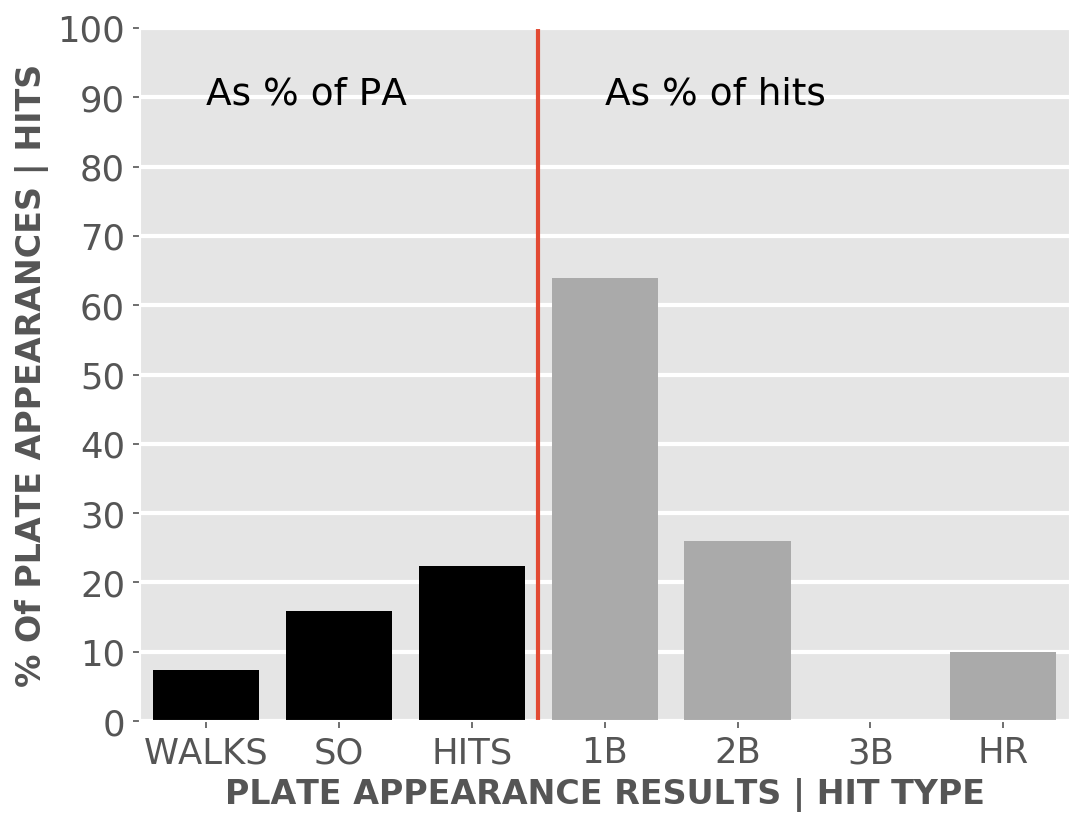 100
90
80
70
60
50
40
30
20
10
0
% Of PLATE APPEARANCES | HITS
As % of PA
As % of hits
WALKS SO HITS 1B 2B 3B HR
PLATE APPEARANCE RESULTS | HIT TYPE